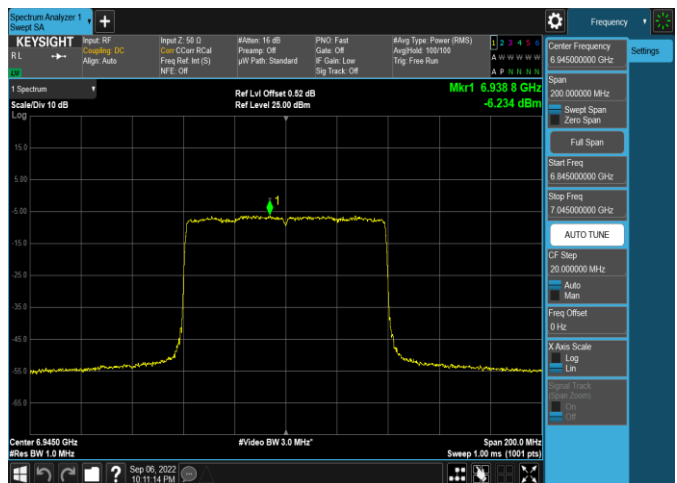 Spectrum Analyzer 1
Swept SA
Frequency
KEYSIGHT
RL
Input: RF
Coupling: DC
Align: Auto
Input Z: 50 Ω
Corr CCorr RCal
Freq Ref: Int (S)
NFE: Off
#Atten: 16 dB
Preamp: Off
µW Path: Standard
PNO: Fast
Gate: Off
IF Gain: Low
Sig Track: Off
#Avg Type: Power (RMS)
Avg|Hold: 100/100
Trig: Free Run
1 2 3 4 5 6
A W W W W W
A P N N N N
LU
1 Spectrum
Scale/Div 10 dB
Log
Ref Lvl Offset 0.52 dB
Ref Level 25.00 dBm
Mkr1 6.938 8 GHz
-6.234 dBm
15.0
5.00
-5.00
-15.0
-25.0
-35.0
-45.0
-55.0
-65.0
1
Center 6.9450 GHz
#Res BW 1.0 MHz
#Video BW 3.0 MHz*
Span 200.0 MHz
Sweep 1.00 ms (1001 pts)
Sep 06, 2022
10:11:14 PM
Settings
Center Frequency
6.945000000 GHz
Span
200.000000 MHz
Swept Span
Zero Span
Full Span
Start Freq
6.845000000 GHz
Stop Freq
7.045000000 GHz
AUTO TUNE
CF Step
20.000000 MHz
Auto
Man
Freq Offset
0 Hz
X Axis Scale
Log
Lin
Signal Track
(Span Zoom)
On
Off